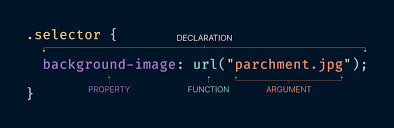 .selector {
DECLARATION
background-image: url("parchment.jpg");
PROPERTY FUNCTION ARGUMENT
}